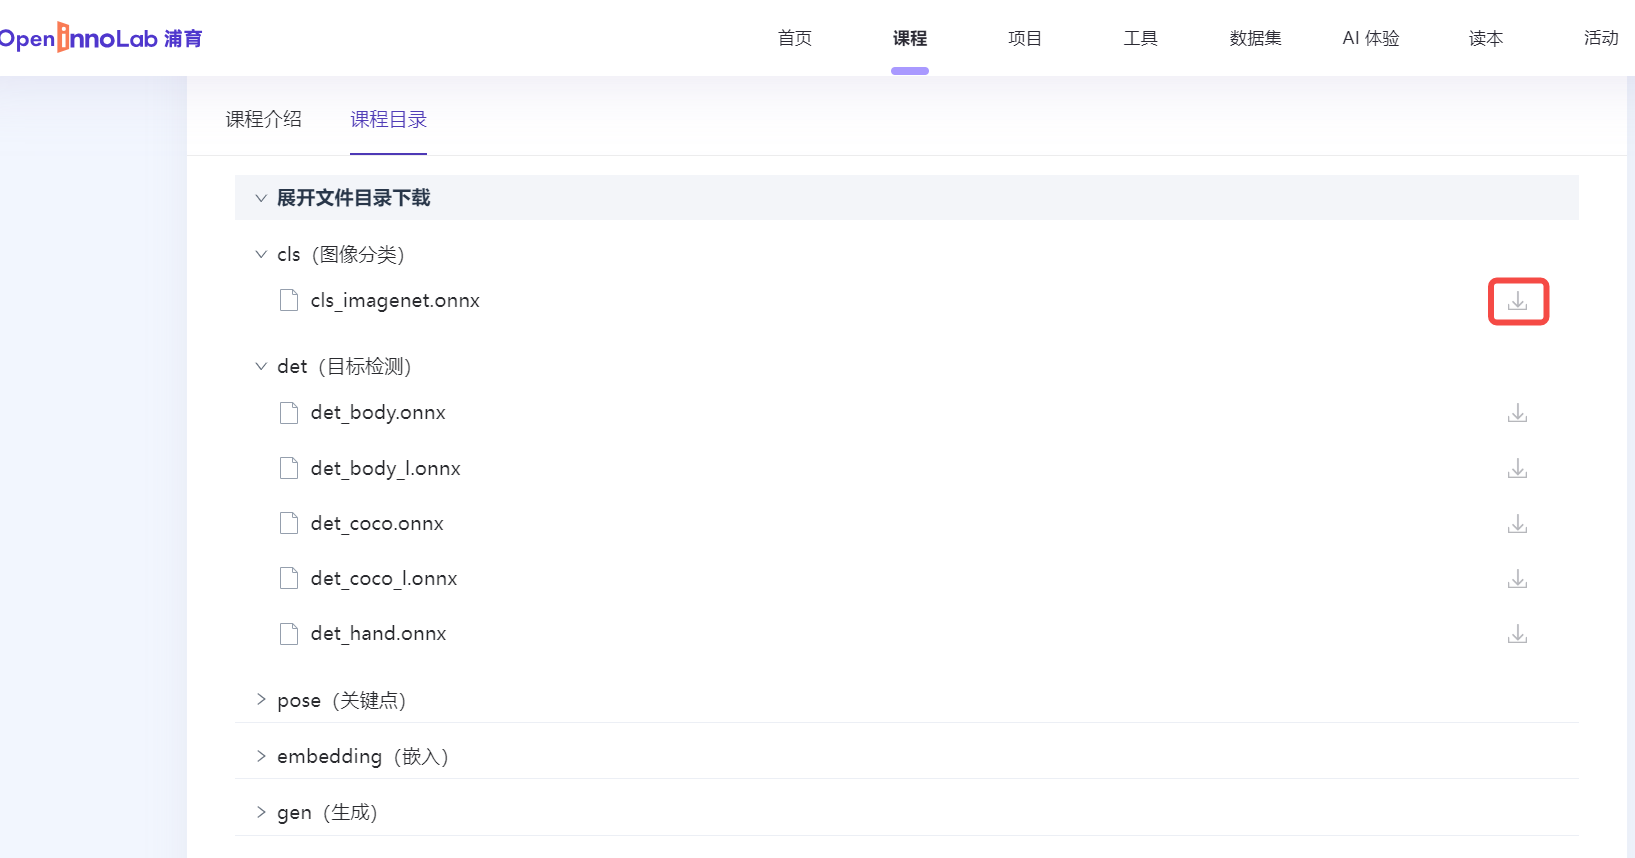 OpenInnoLab 浦育
首页 课程 项目 工具 数据集 AI 体验 读本 活动
课程介绍 课程目录
展开文件目录下载
cls（图像分类）
cls_imagenet.onnx
det（目标检测）
det_body.onnx
det_body_l.onnx
det_coco.onnx
det_coco_l.onnx
det_hand.onnx
pose（关键点）
embedding（嵌入）
gen（生成）